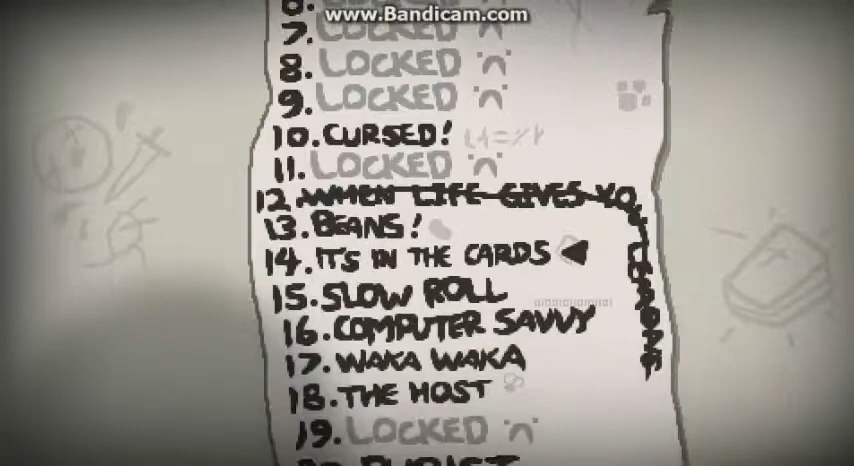 www.Bandicam.com
7. LOCKED
8. LOCKED
9. LOCKED
10. CURSED!
11. LOCKED
12. WHEN LIFE GIVES YOU LEMONS
13. BEANS!
14. IT'S IN THE CARDS
15. SLOW ROLL
16. COMPUTER SAVVY
17. WAKA WAKA
18. THE HOST
19. LOCKED